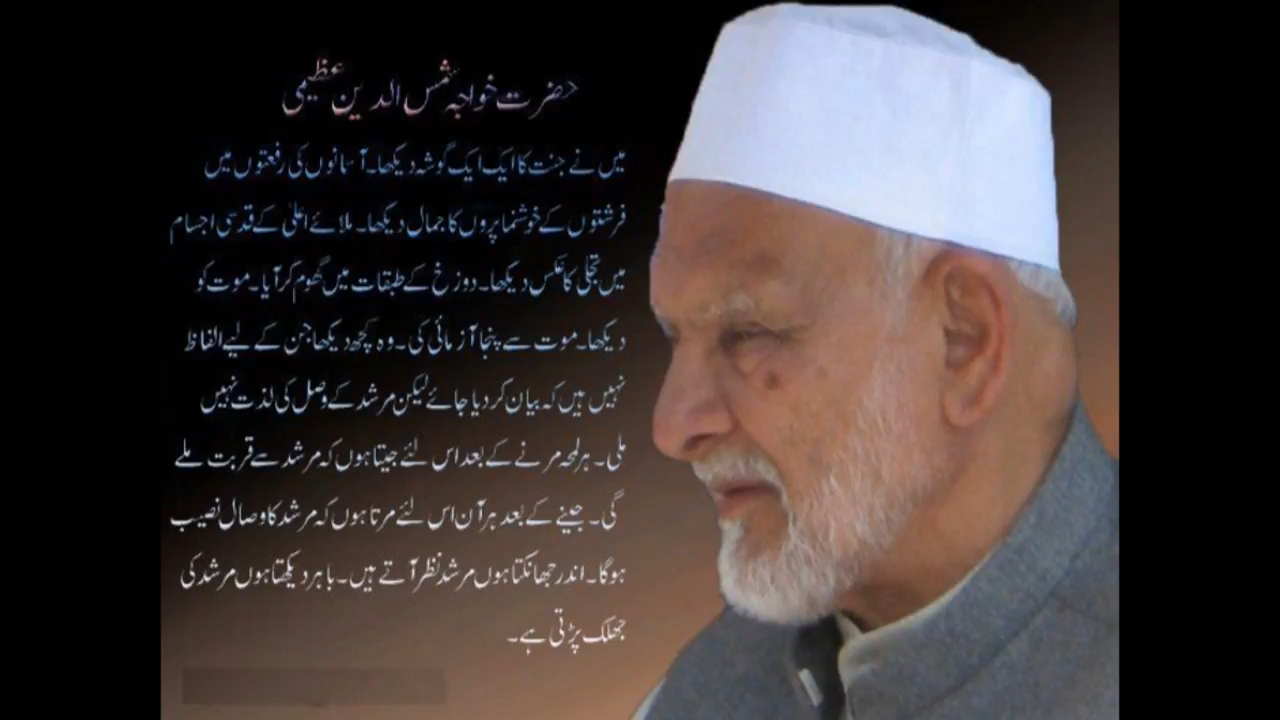 حضرت خواجہ شمس الدین عظیمی
میں نے جنت کا ایک ایک گوشہ دیکھا۔ آسمانوں کی رفعتوں میں
فرشتوں کے خوشنما پروں کا جمال دیکھا۔ ملائے اعلیٰ کے قدسی اجسام
میں تجلی کا عکس دیکھا۔ دوزخ کے طبقات میں گھوم کر آیا۔ موت کو
دیکھا۔ موت سے پنجا آزمائی کی۔ وہ کچھ دیکھا جن کے لیے الفاظ
نہیں ہیں کہ بیان کر دیا جائے لیکن مرشد کے وصل کی لذت نہیں
ملی۔ ہر لمحہ مرنے کے بعد اس لئے جیتا ہوں کہ مرشد سے قربت ملے
گی۔ جینے کے بعد ہر آن اس لئے مرتا ہوں کہ مرشد کا وصال نصیب
ہوگا۔ اندر جھانکتا ہوں مرشد نظر آتے ہیں۔ باہر دیکھتا ہوں مرشد کی
جھلک پڑتی ہے۔